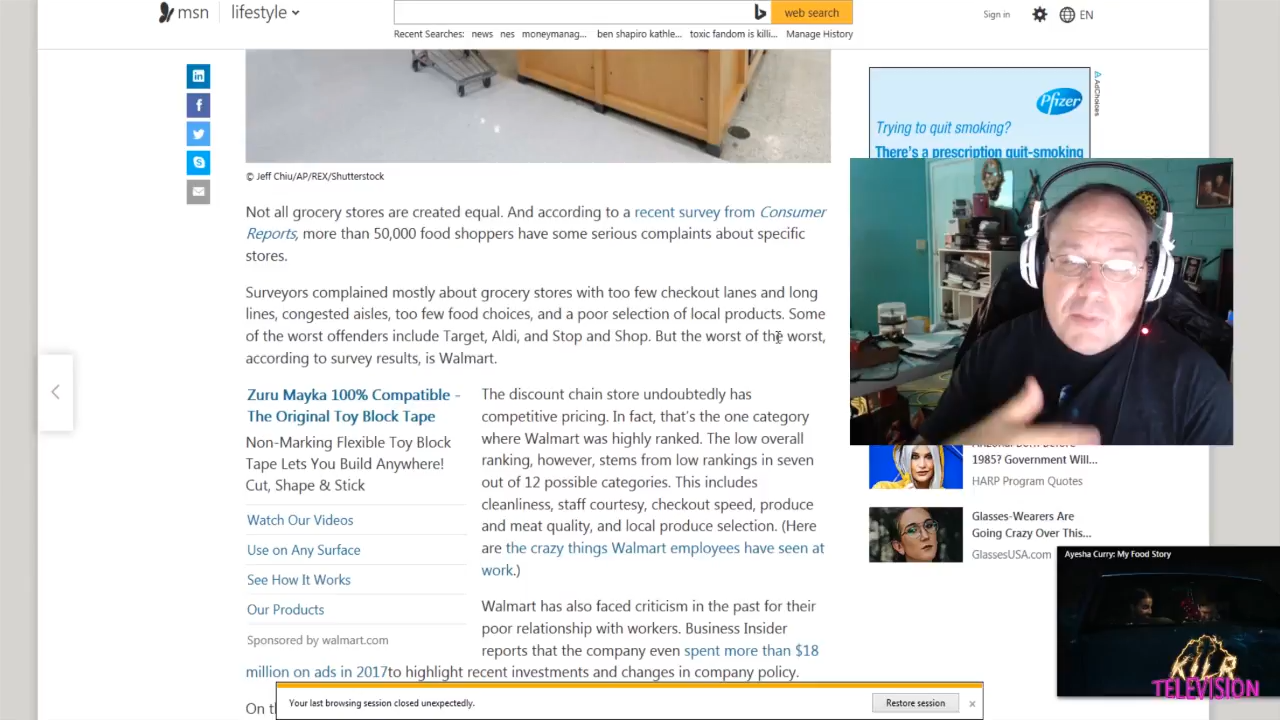 msn
lifestyle
web search
Sign in
EN
Recent Searches:
news
nes
moneymanag...
ben shapiro kathle...
toxic fandom is killi...
Manage History
© Jeff Chiu/AP/REX/Shutterstock
Not all grocery stores are created equal. And according to a recent survey from Consumer
Reports, more than 50,000 food shoppers have some serious complaints about specific
stores.
Surveyors complained mostly about grocery stores with too few checkout lanes and long
lines, congested aisles, too few food choices, and a poor selection of local products. Some
of the worst offenders include Target, Aldi, and Stop and Shop. But the worst of the worst,
according to survey results, is Walmart.
Zuru Mayka 100% Compatible -
The Original Toy Block Tape
Non-Marking Flexible Toy Block
Tape Lets You Build Anywhere!
Cut, Shape & Stick
Watch Our Videos
Use on Any Surface
See How It Works
Our Products
Sponsored by walmart.com
The discount chain store undoubtedly has
competitive pricing. In fact, that's the one category
where Walmart was highly ranked. The low overall
ranking, however, stems from low rankings in seven
out of 12 possible categories. This includes
cleanliness, staff courtesy, checkout speed, produce
and meat quality, and local produce selection. (Here
are the crazy things Walmart employees have seen at
work.)
Walmart has also faced criticism in the past for their
poor relationship with workers. Business Insider
reports that the company even spent more than $18
million on ads in 2017to highlight recent investments and changes in company policy.
On
Your last browsing session closed unexpectedly.
Restore session
AdChoices
Pfizer
Trying to quit smoking?
There's a prescription quit-smoking
1985? Government Will...
HARP Program Quotes
Glasses-Wearers Are
Going Crazy Over This...
GlassesUSA.com
Ayesha Curry: My Food Story
KILR
TELEVISION